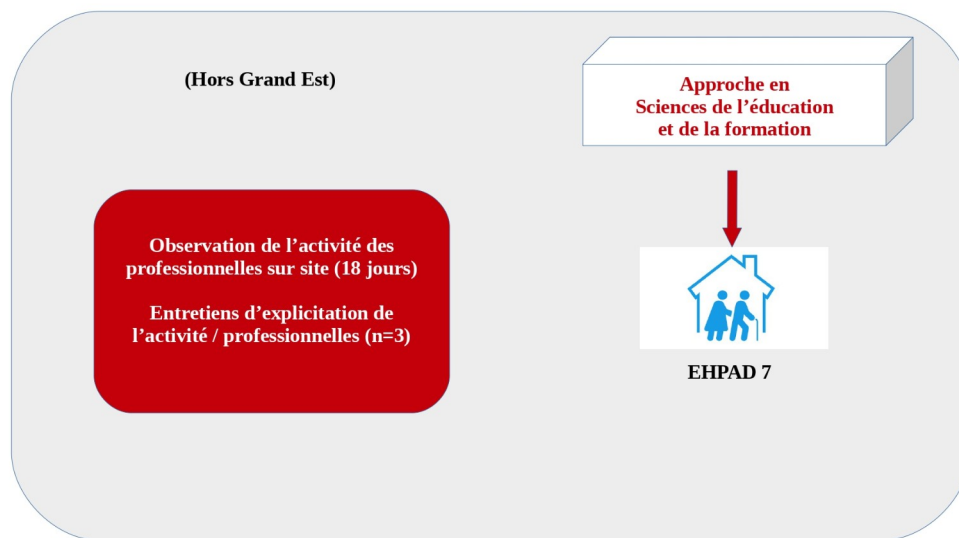 (Hors Grand Est)
Approche en
Sciences de l’éducation
et de la formation
Observation de l’activité des
professionnelles sur site (18 jours)
Entretiens d’explicitation de
l’activité / professionnelles (n=3)
EHPAD 7